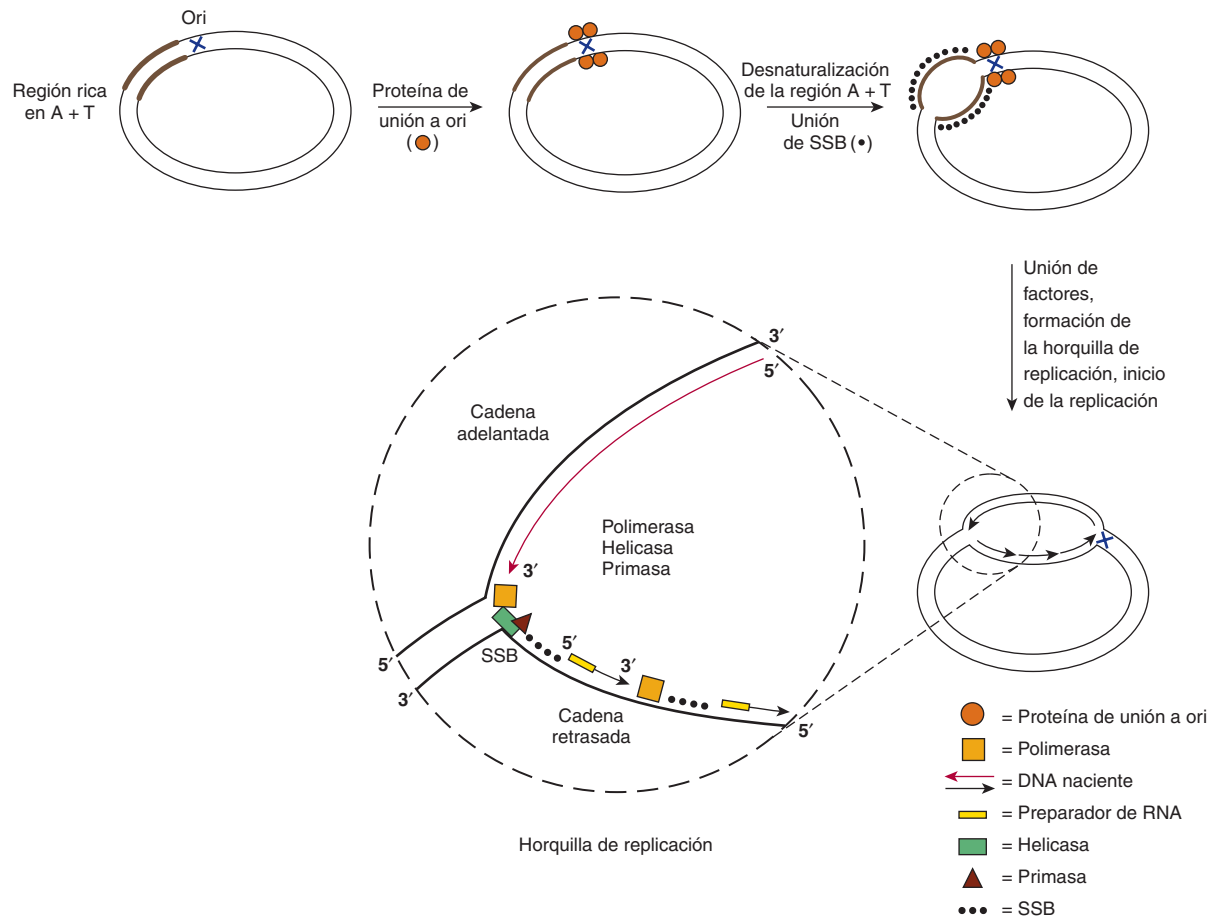 Ori
Región rica
en A + T
Proteína de
unión a ori
( )
Desnaturalización
de la región A + T
Unión
de SSB (•)
Unión de
factores,
formación de
la horquilla de
replicación, inicio
de la replicación
3′
5′
Cadena
adelantada
Polimerasa
Helicasa
Primasa
3′
SSB
5′
3′
5′
3′
5′
Cadena
retrasada
Horquilla de replicación
= Proteína de unión a ori
= Polimerasa
= DNA naciente
= Preparador de RNA
= Helicasa
= Primasa
= SSB